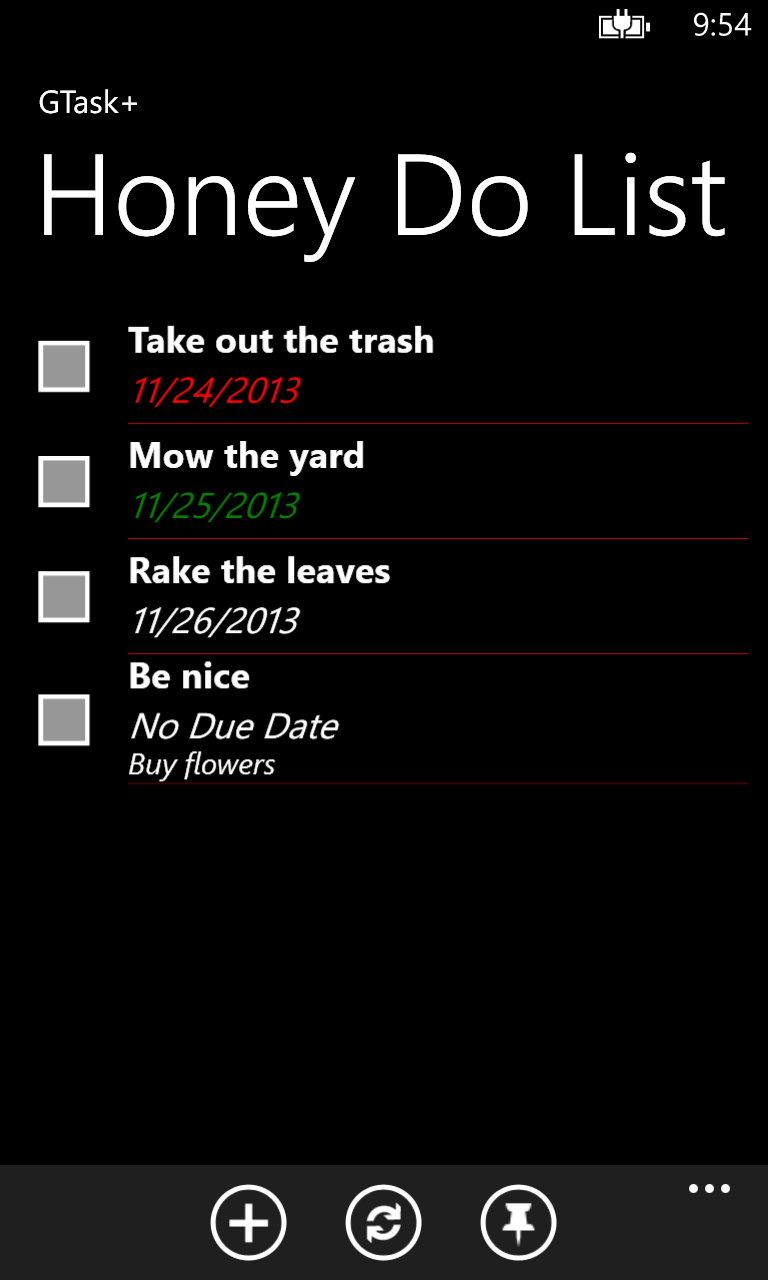 9:54
GTask+
Honey Do List
Take out the trash
11/24/2013
Mow the yard
11/25/2013
Rake the leaves
11/26/2013
Be nice
No Due Date
Buy flowers